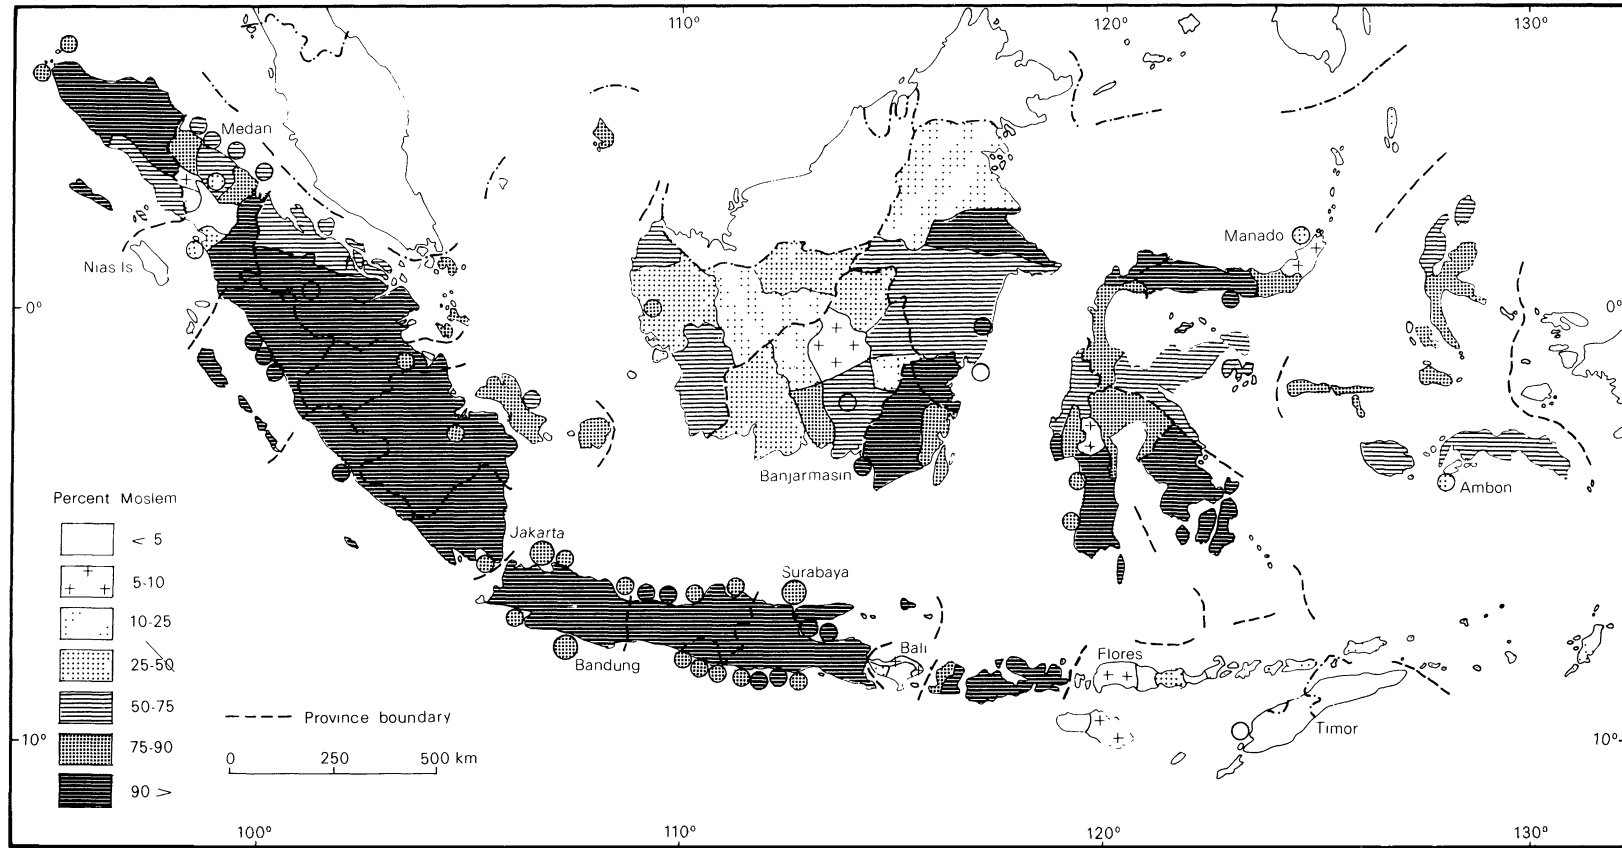 110°
120°
130°
Medan
Nias Is
Manado
0°
0°
Banjarmasin
Ambon
Percent Moslem
< 5
5-10
10-25
25-50
50-75
75-90
90 >
Jakarta
Surabaya
Bandung
Bali
Flores
Timor
Province boundary
0 250 500 km
10°
10°
100°
110°
120°
130°